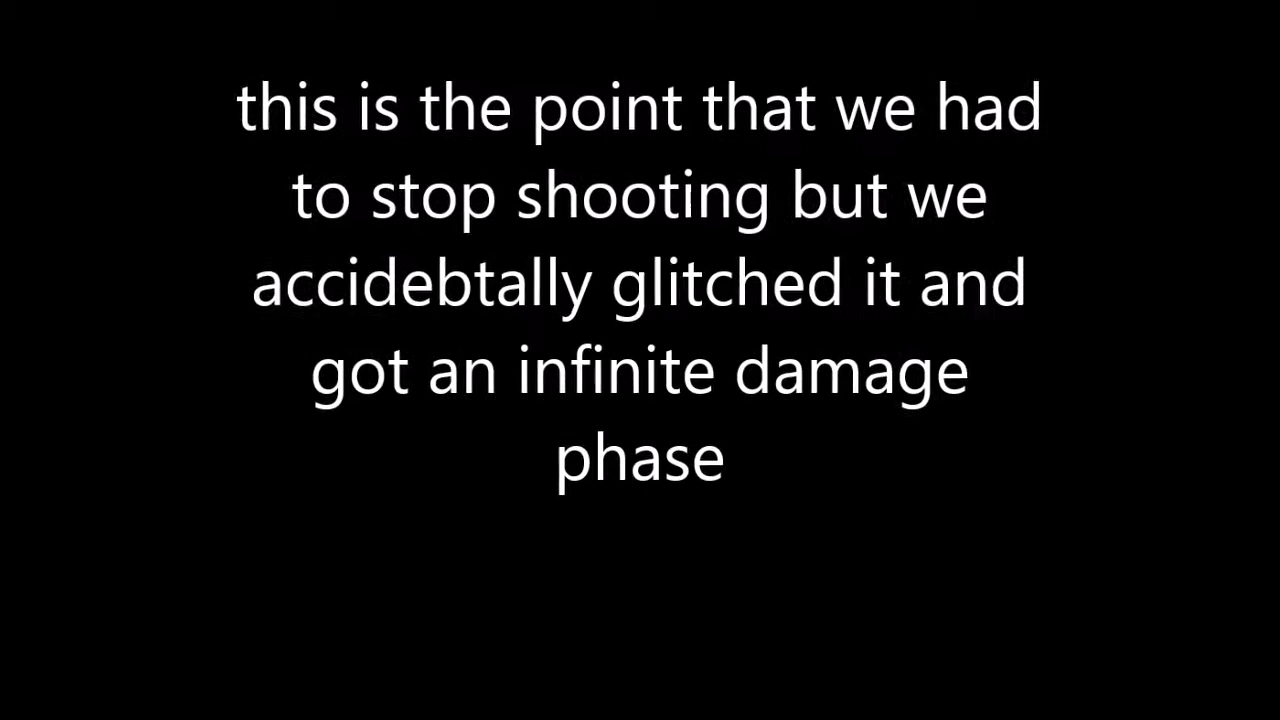 this is the point that we had
to stop shooting but we
accidebtally glitched it and
got an infinite damage
phase